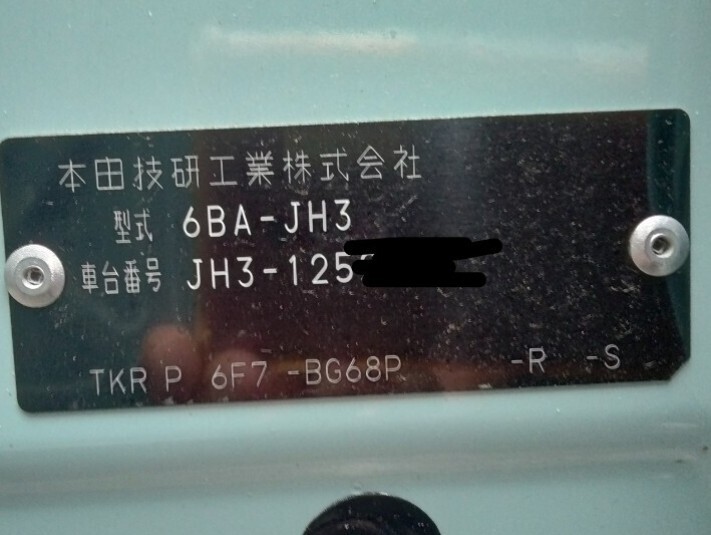 本田技研工業株式会社
型式 6BA-JH3
車台番号 JH3-125
TKR P 6F7 -BG68P -R -S